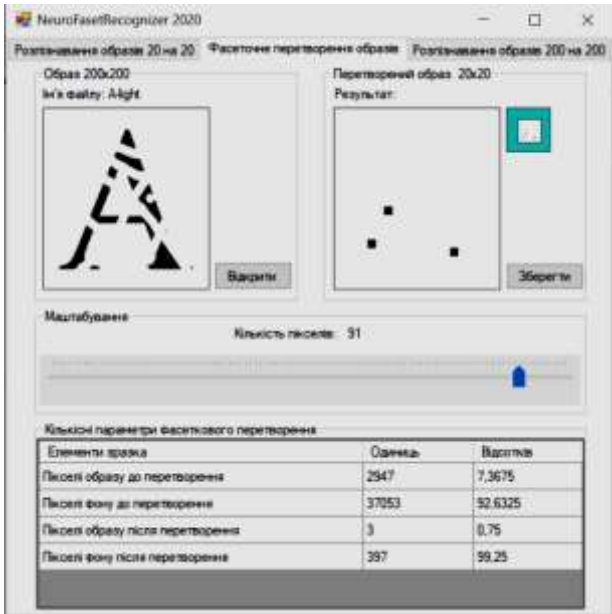 NeuroFasetRecognizer 2020
Розпізнавання образів 20 на 20
Фасеточне перетворення образів
Розпізнавання образів 200 на 200
Образ 200x200
Ім'я файлу: A-light
Відкрити
Перетворений образ 20x20
Результат:
Зберегти
Маштабування
Кількість пікселів: 91
Кількісні параметри фасеткового перетворення
Елементи зразка Одиниць Відсотків
Пікселі образу до перетворення 2947 7,3675
Пікселі фону до перетворення 37053 92,6325
Пікселі образу після перетворення 3 0,75
Пікселі фону після перетворення 397 99,25